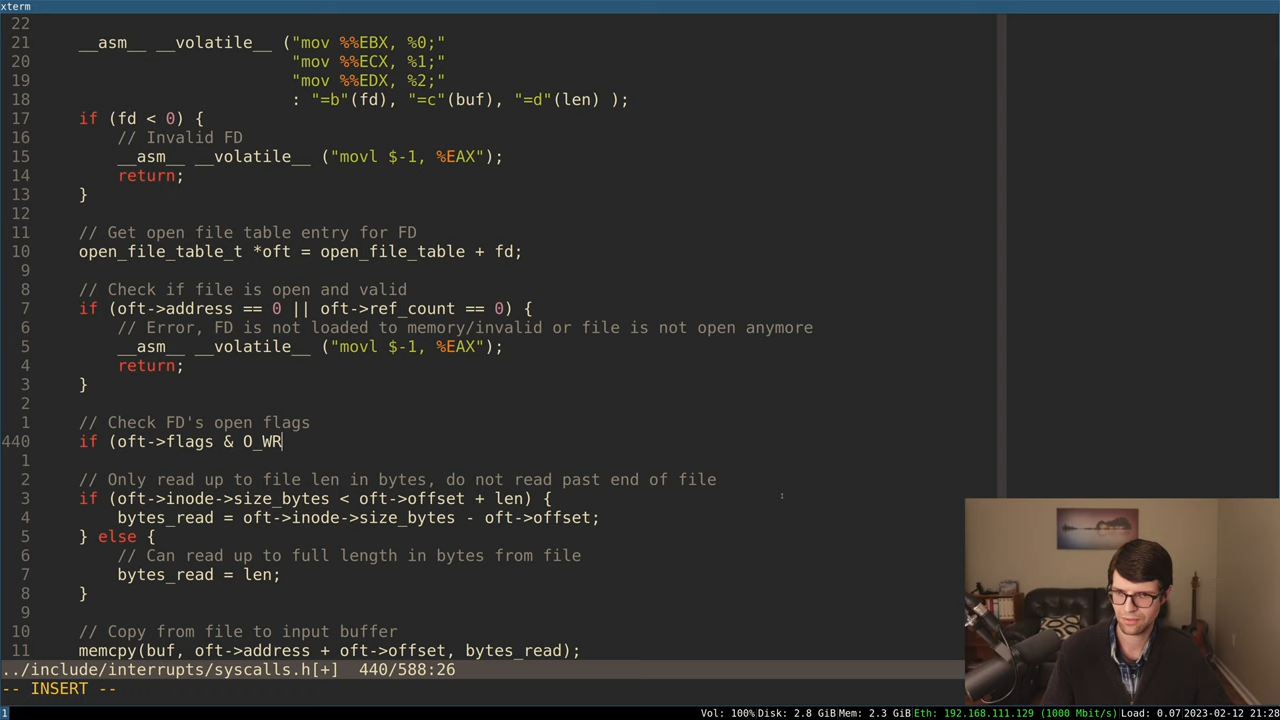 xterm
22
21 __asm__ __volatile__ ("mov %%EBX, %0;"
20 "mov %%ECX, %1;"
19 "mov %%EDX, %2;"
18 : "=b"(fd), "=c"(buf), "=d"(len) );
17 if (fd < 0) {
16 // Invalid FD
15 __asm__ __volatile__ ("movl $-1, %EAX");
14 return;
13 }
12
11 // Get open file table entry for FD
10 open_file_table_t *oft = open_file_table + fd;
9
8 // Check if file is open and valid
7 if (oft->address == 0 || oft->ref_count == 0) {
6 // Error, FD is not loaded to memory/invalid or file is not open anymore
5 __asm__ __volatile__ ("movl $-1, %EAX");
4 return;
3 }
2
1 // Check FD's open flags
440 if (oft->flags & O_WR
1
2 // Only read up to file len in bytes, do not read past end of file
3 if (oft->inode->size_bytes < oft->offset + len) {
4 bytes_read = oft->inode->size_bytes - oft->offset;
5 } else {
6 // Can read up to full length in bytes from file
7 bytes_read = len;
8 }
9
10 // Copy from file to input buffer
11 memcpy(buf, oft->address + oft->offset, bytes_read);
../include/interrupts/syscalls.h[+] 440/588:26
-- INSERT --
1 Vol: 100% Disk: 2.8 GiB Mem: 2.3 GiB Eth: 192.168.111.129 (1000 Mbit/s) Load: 0.07 2023-02-12 21:28